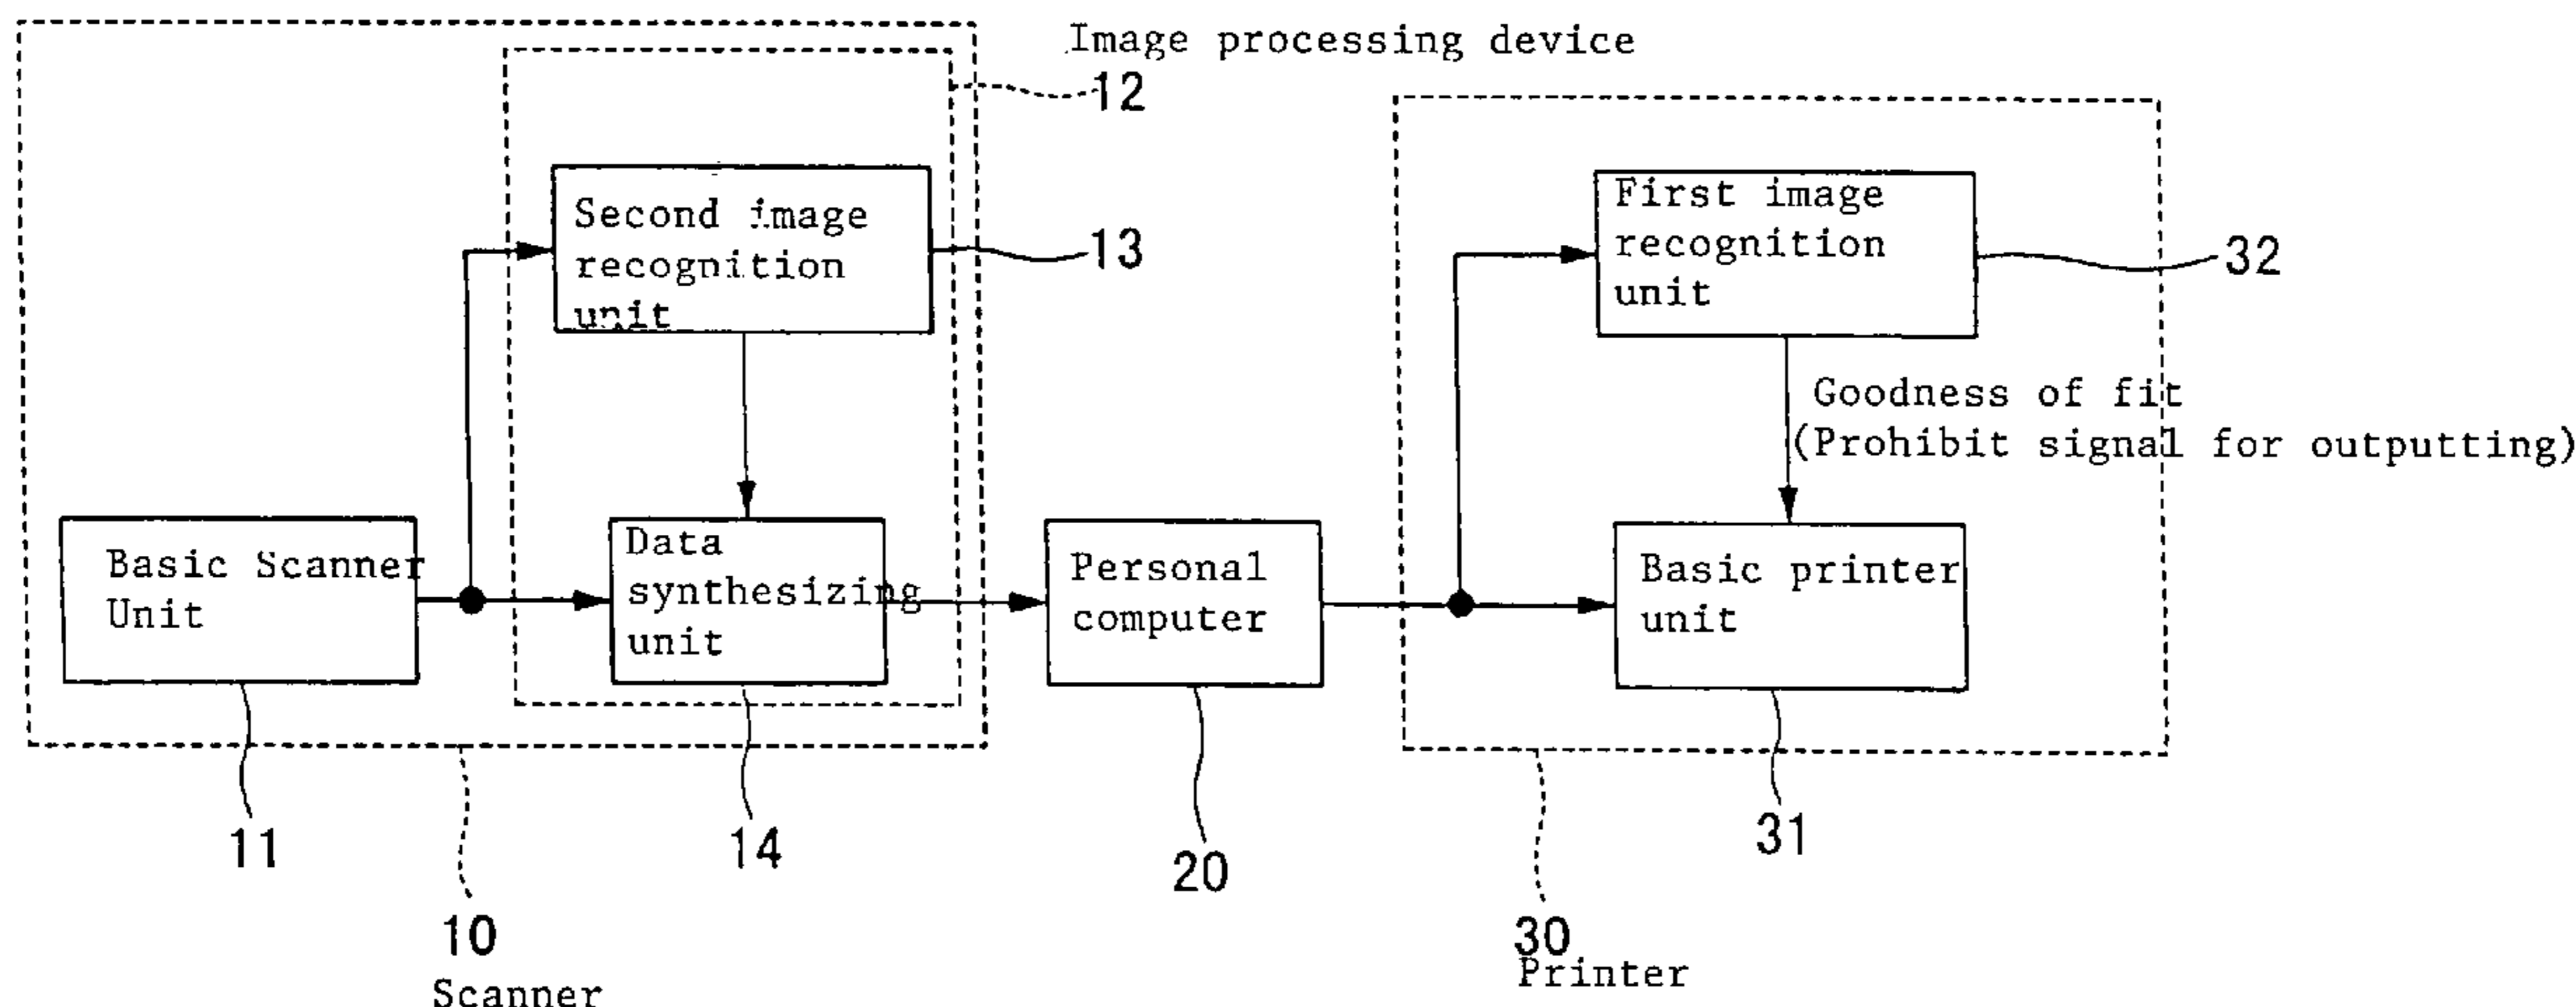 Image processing device
12
Second image
recognition
unit
13
First image
recognition
unit
32
Goodness of fit
(Prohibit signal for outputting)
Basic Scanner
Unit
Data
synthesizing
unit
Personal
computer
Basic printer
unit
11
14
20
31
10
Scanner
30
Printer